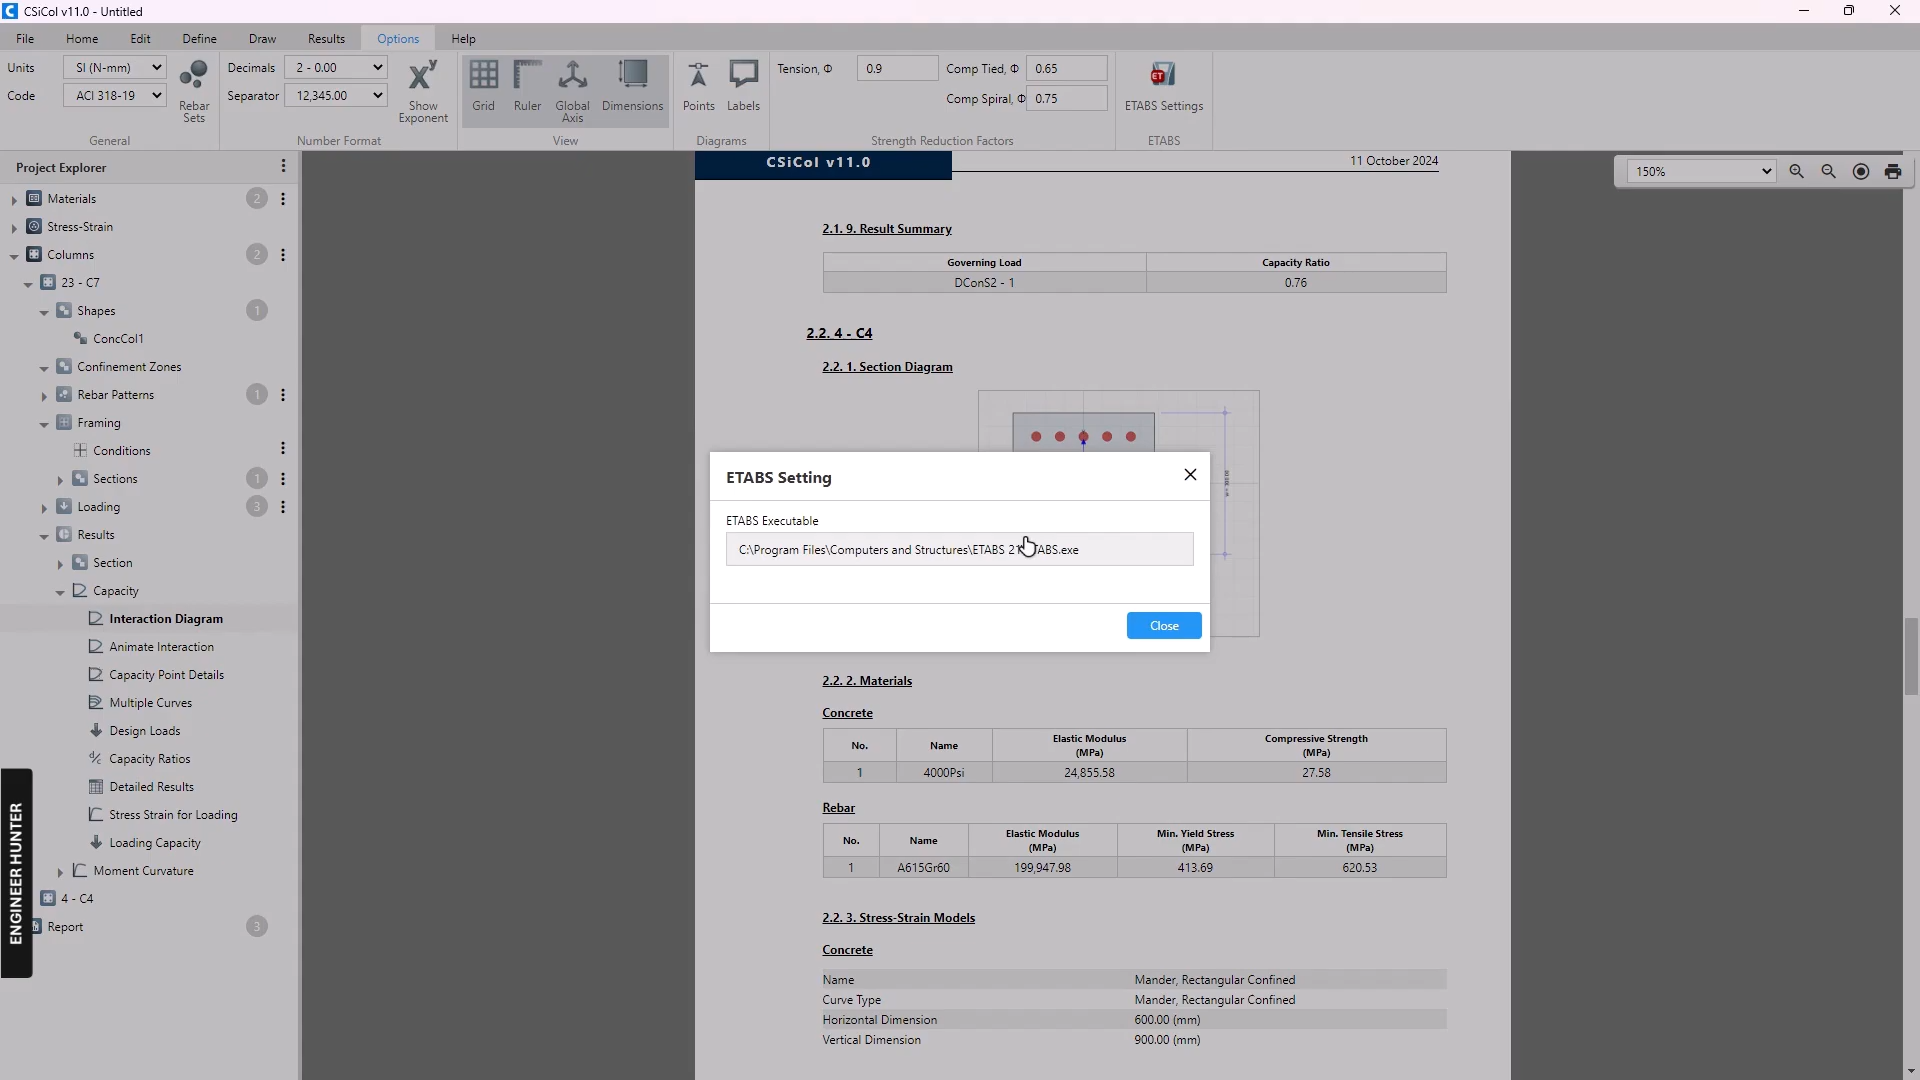 CSiCol v11.0 - Untitled
File Home Edit Define Draw Results Options Help
Units SI (N-mm)
Code ACI 318-19
Rebar Sets
General
Decimals 2 - 0.00
Separator 12,345.00
Show Exponent
Number Format
Grid Ruler Global Axis Dimensions
View
Points Labels
Diagrams
Tension, Φ 0.9 Comp Tied, Φ 0.65
Comp Spiral, Φ 0.75
Strength Reduction Factors
ETABS Settings
ETABS
Project Explorer
Materials 2
Stress-Strain
Columns 2
23 - C7
Shapes 1
ConcCol1
Confinement Zones
Rebar Patterns 1
Framing
Conditions
Sections 1
Loading 3
Results
Section
Capacity
Interaction Diagram
Animate Interaction
Capacity Point Details
Multiple Curves
Design Loads
Capacity Ratios
Detailed Results
Stress Strain for Loading
Loading Capacity
Moment Curvature
4 - C4
Report 3
ENGINEER HUNTER
150%
CSiCol v11.0 11 October 2024
2.1. 9. Result Summary
Governing Load Capacity Ratio
DConS2 - 1 0.76
2.2. 4 - C4
2.2. 1. Section Diagram
ETABS Setting
ETABS Executable
C:\Program Files\Computers and Structures\ETABS 21 TABS.exe
Close
2.2. 2. Materials
Concrete
No. Name Elastic Modulus (MPa) Compressive Strength (MPa)
1 4000Psi 24,855.58 27.58
Rebar
No. Name Elastic Modulus (MPa) Min. Yield Stress (MPa) Min. Tensile Stress (MPa)
1 A615Gr60 199,947.98 413.69 620.53
2.2. 3. Stress-Strain Models
Concrete
Name Mander, Rectangular Confined
Curve Type Mander, Rectangular Confined
Horizontal Dimension 600.00 (mm)
Vertical Dimension 900.00 (mm)